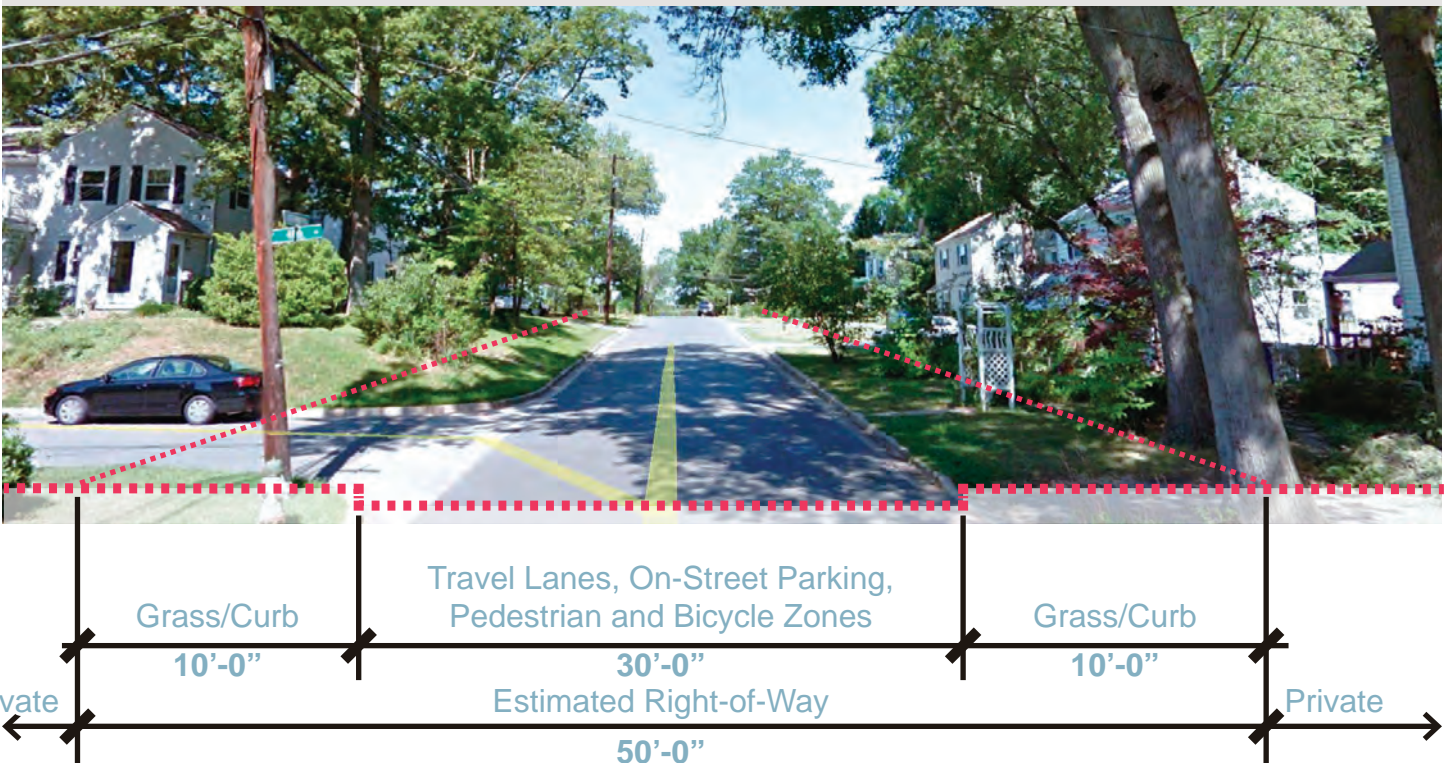 Travel Lanes, On-Street Parking,
Grass/Curb
Pedestrian and Bicycle Zones
Grass/Curb
10’-0”
30’-0”
10’-0”
vate
Estimated Right-of-Way
Private
50’-0”